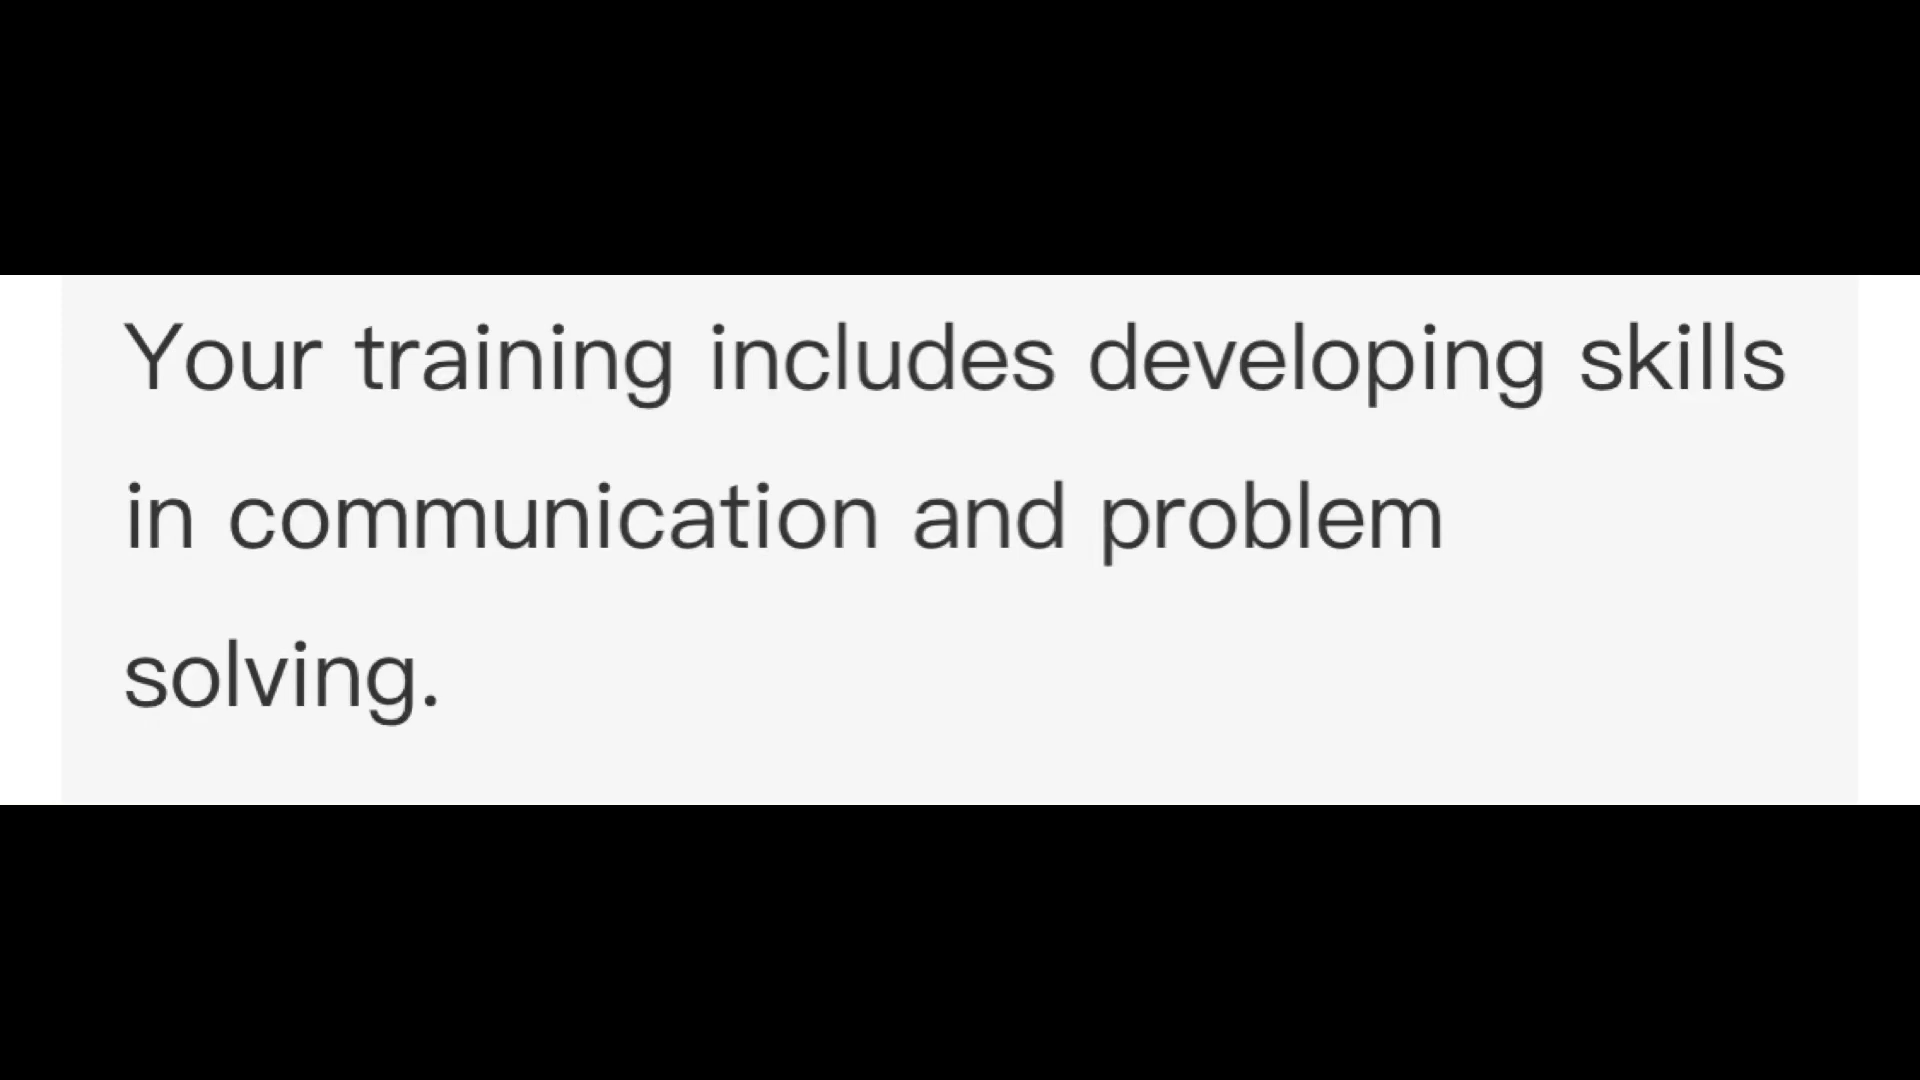 Your training includes developing skills
in communication and problem
solving.